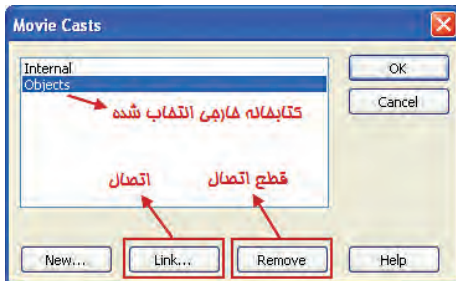 Movie Casts
Internal
Objects
OK
Cancel
کتابخانه خارجی انتخاب شده
اتصال
قطع اتصال
New...
Link...
Remove
Help